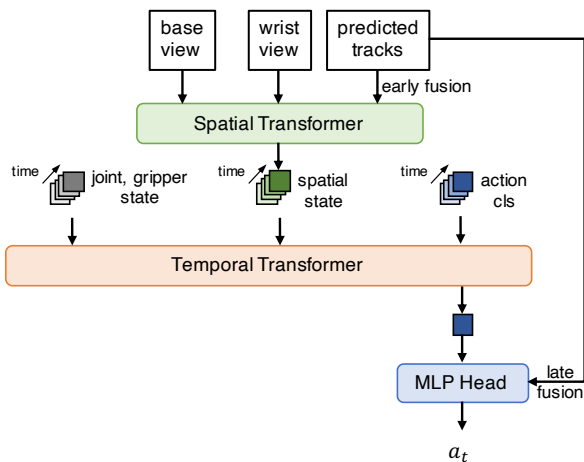 base
view
wrist
view
predicted
tracks
early fusion
Spatial Transformer
time
joint, gripper
state
time
spatial
state
time
action
cls
Temporal Transformer
MLP Head
late
fusion
a_t